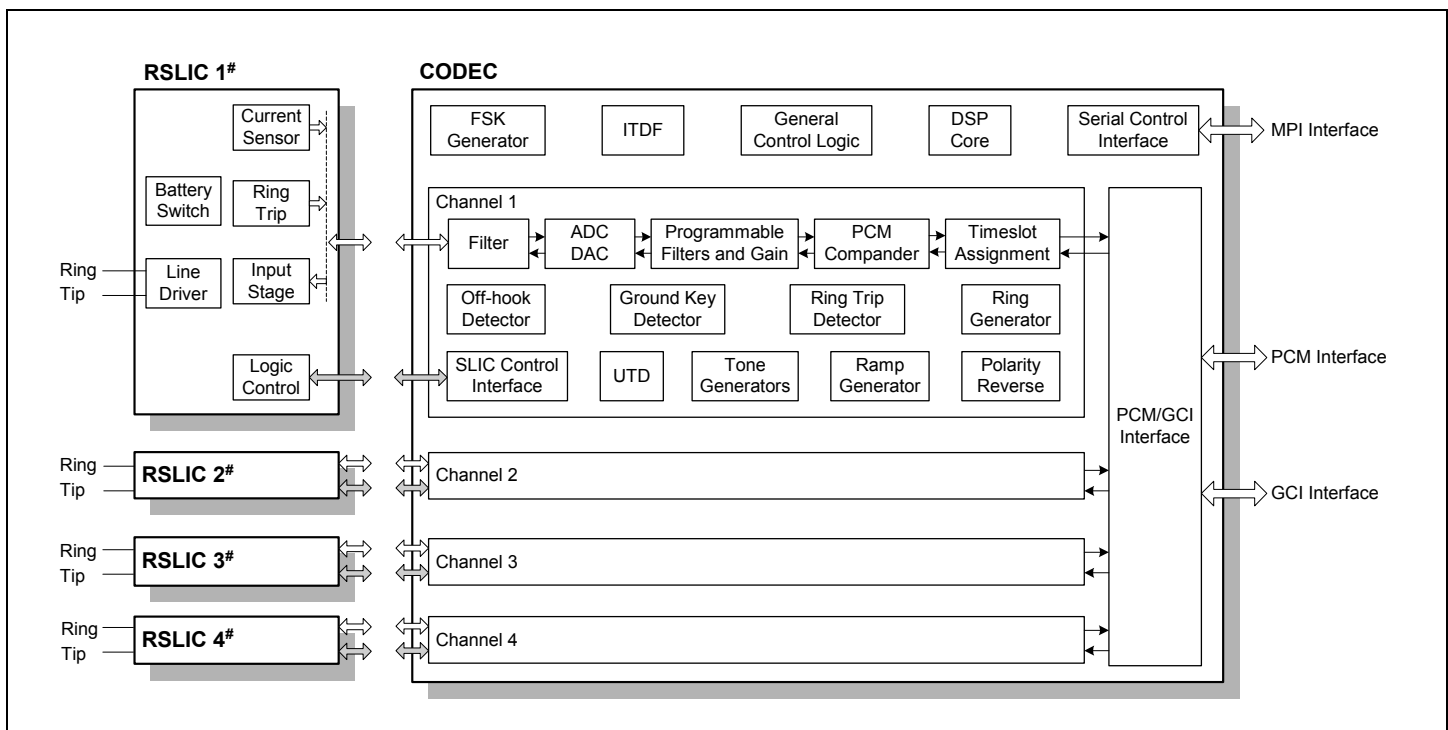 RSLIC 1#
CODEC
Current
Sensor
Battery
Switch
Ring
Trip
Ring
Tip
Line
Driver
Input
Stage
Logic
Control
FSK
Generator
ITDF
General
Control Logic
DSP
Core
Serial Control
Interface
MPI Interface
Channel 1
Filter
ADC
DAC
Programmable
Filters and Gain
PCM
Compander
Timeslot
Assignment
Off-hook
Detector
Ground Key
Detector
Ring Trip
Detector
Ring
Generator
SLIC Control
Interface
UTD
Tone
Generators
Ramp
Generator
Polarity
Reverse
PCM/GCI
Interface
PCM Interface
GCI Interface
Ring
Tip
RSLIC 2#
Channel 2
Ring
Tip
RSLIC 3#
Channel 3
Ring
Tip
RSLIC 4#
Channel 4